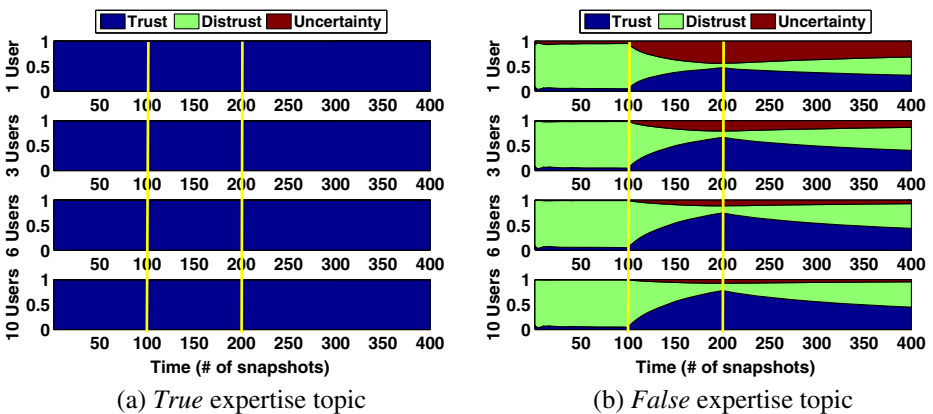 Trust Distrust Uncertainty
1 User
1
0.5
0
50 100 150 200 250 300 350 400
3 Users
1
0.5
0
50 100 150 200 250 300 350 400
6 Users
1
0.5
0
50 100 150 200 250 300 350 400
10 Users
1
0.5
0
50 100 150 200 250 300 350 400
Time (# of snapshots)
(a) True expertise topic
Trust Distrust Uncertainty
1 User
1
0.5
0
50 100 150 200 250 300 350 400
3 Users
1
0.5
0
50 100 150 200 250 300 350 400
6 Users
1
0.5
0
50 100 150 200 250 300 350 400
10 Users
1
0.5
0
50 100 150 200 250 300 350 400
Time (# of snapshots)
(b) False expertise topic